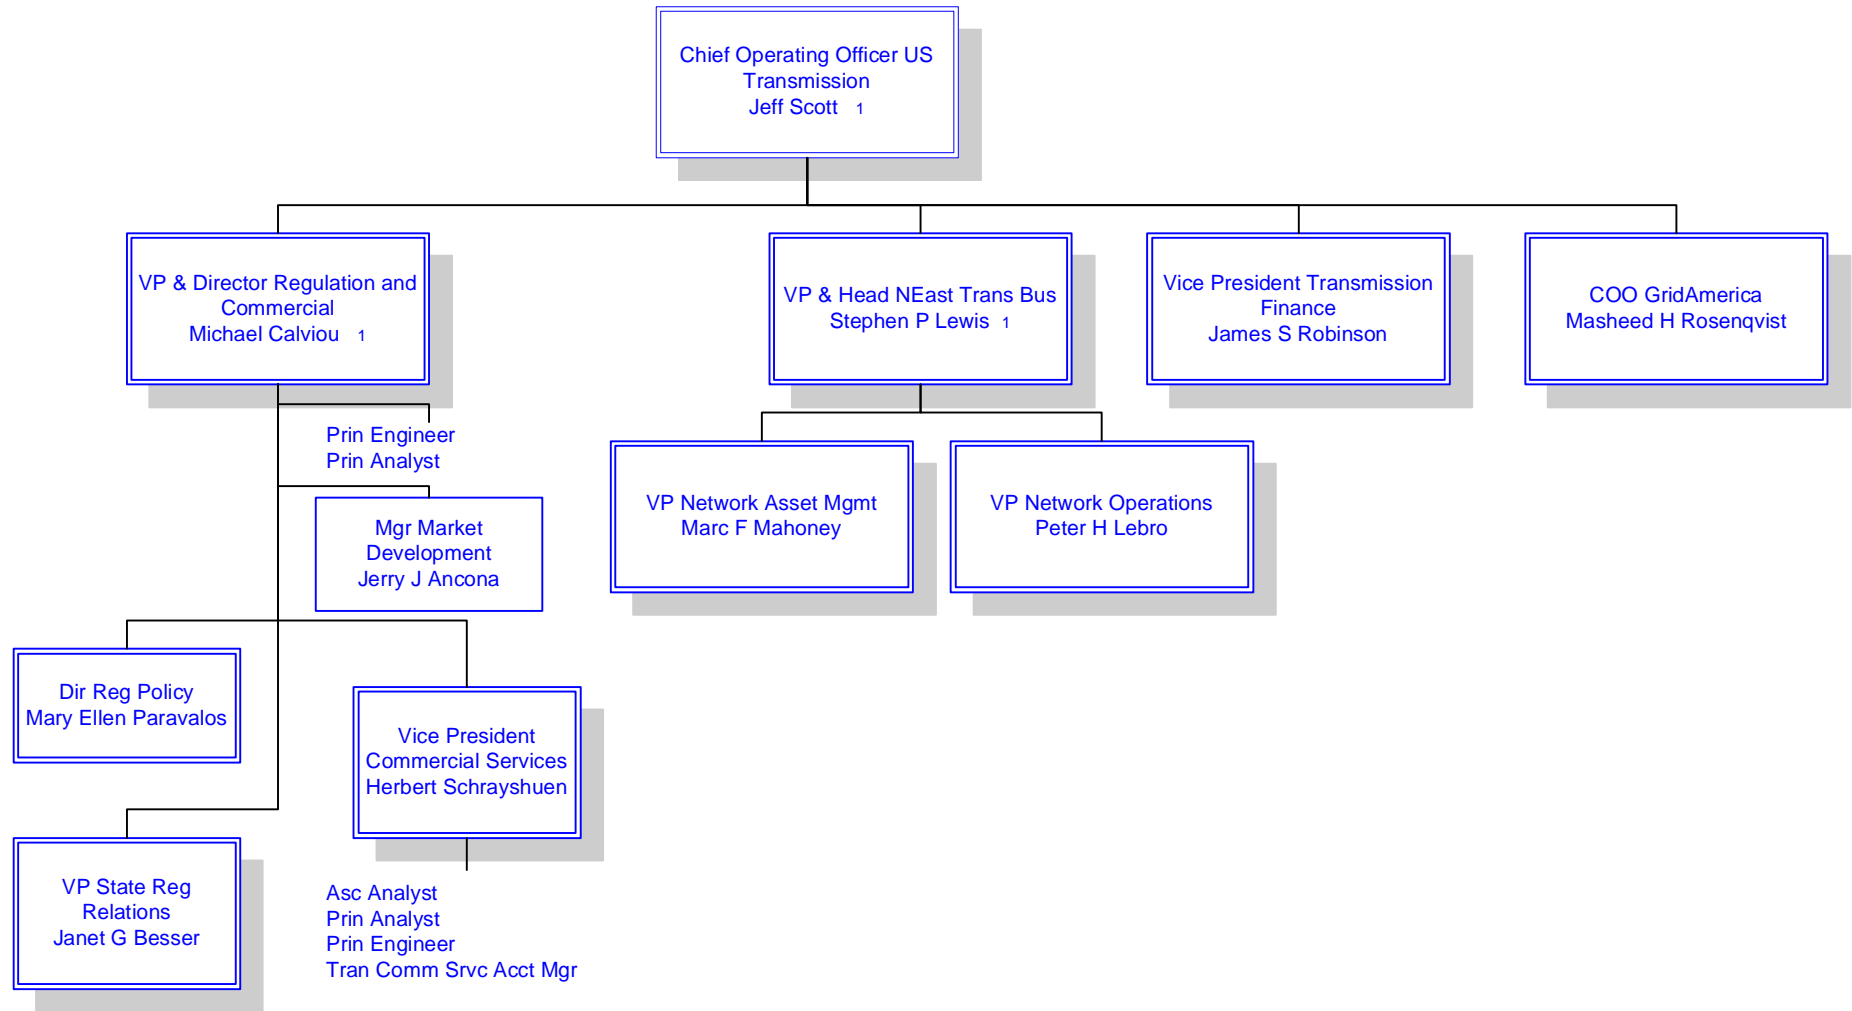 Chief Operating Officer US
Transmission
Jeff Scott 1
VP & Director Regulation and
Commercial
Michael Calviou 1
VP & Head NEast Trans Bus
Stephen P Lewis 1
Vice President Transmission
Finance
James S Robinson
COO GridAmerica
Masheed H Rosenqvist
Prin Engineer
Prin Analyst
Mgr Market
Development
Jerry J Ancona
VP Network Asset Mgmt
Marc F Mahoney
VP Network Operations
Peter H Lebro
Dir Reg Policy
Mary Ellen Paravalos
Vice President
Commercial Services
Herbert Schrayshuen
VP State Reg
Relations
Janet G Besser
Asc Analyst
Prin Analyst
Prin Engineer
Tran Comm Srvc Acct Mgr